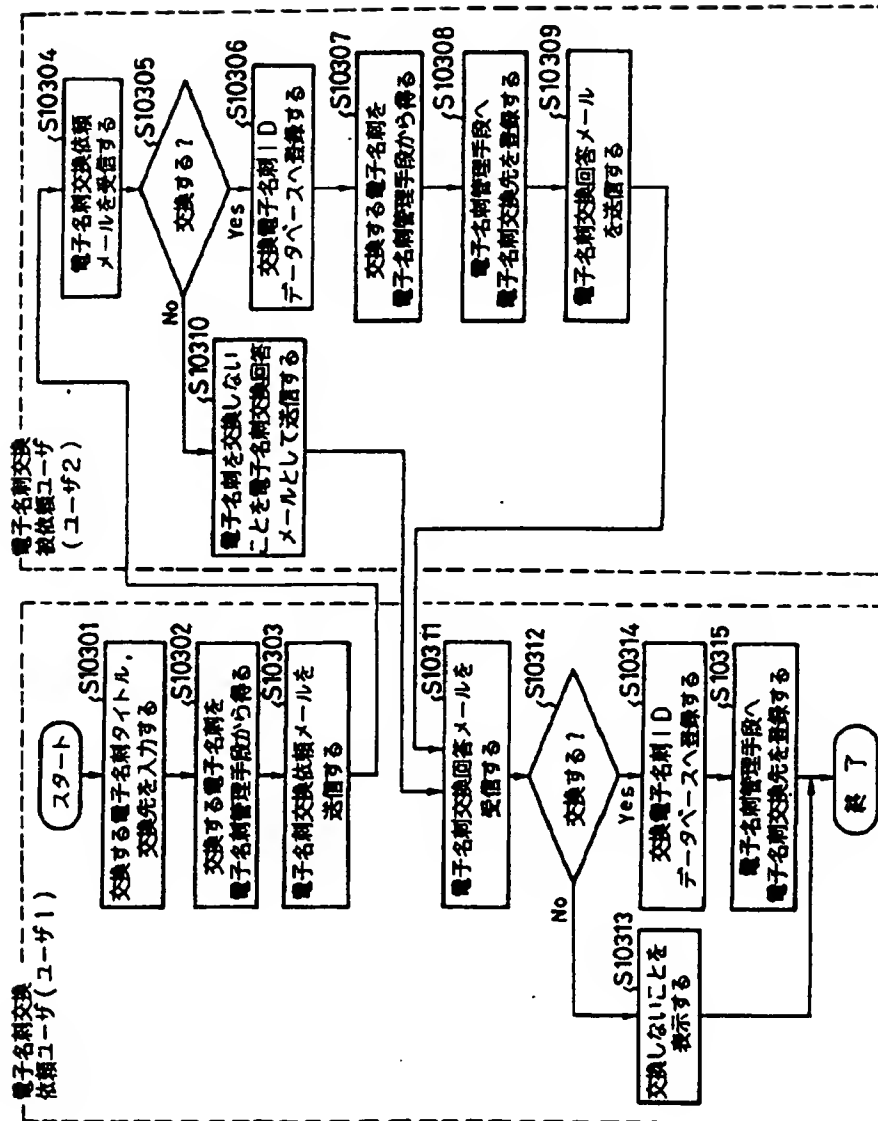 電子名刺交換
依頼ユーザ(ユーザ1)
スタート
S10301
交換する電子名刺タイトル,
交換先を入力する
S10302
交換する電子名刺を
電子名刺管理手段から得る
S10303
電子名刺交換依頼メールを
送信する
電子名刺交換
被依頼ユーザ
(ユーザ2)
S10304
電子名刺交換依頼
メールを受信する
S10305
交換する?
No
Yes
S10306
交換電子名刺ID
データベースへ登録する
S10307
交換する電子名刺を
電子名刺管理手段から得る
S10308
電子名刺管理手段へ
電子名刺交換先を登録する
S10309
電子名刺交換回答メール
を送信する
S10310
電子名刺を交換しない
ことを電子名刺交換回答
メールとして送信する
S10311
電子名刺交換回答メールを
受信する
S10312
交換する?
No
Yes
S10313
交換しないことを
表示する
S10314
交換電子名刺ID
データベースへ登録する
S10315
電子名刺管理手段へ
電子名刺交換先を登録する
終了